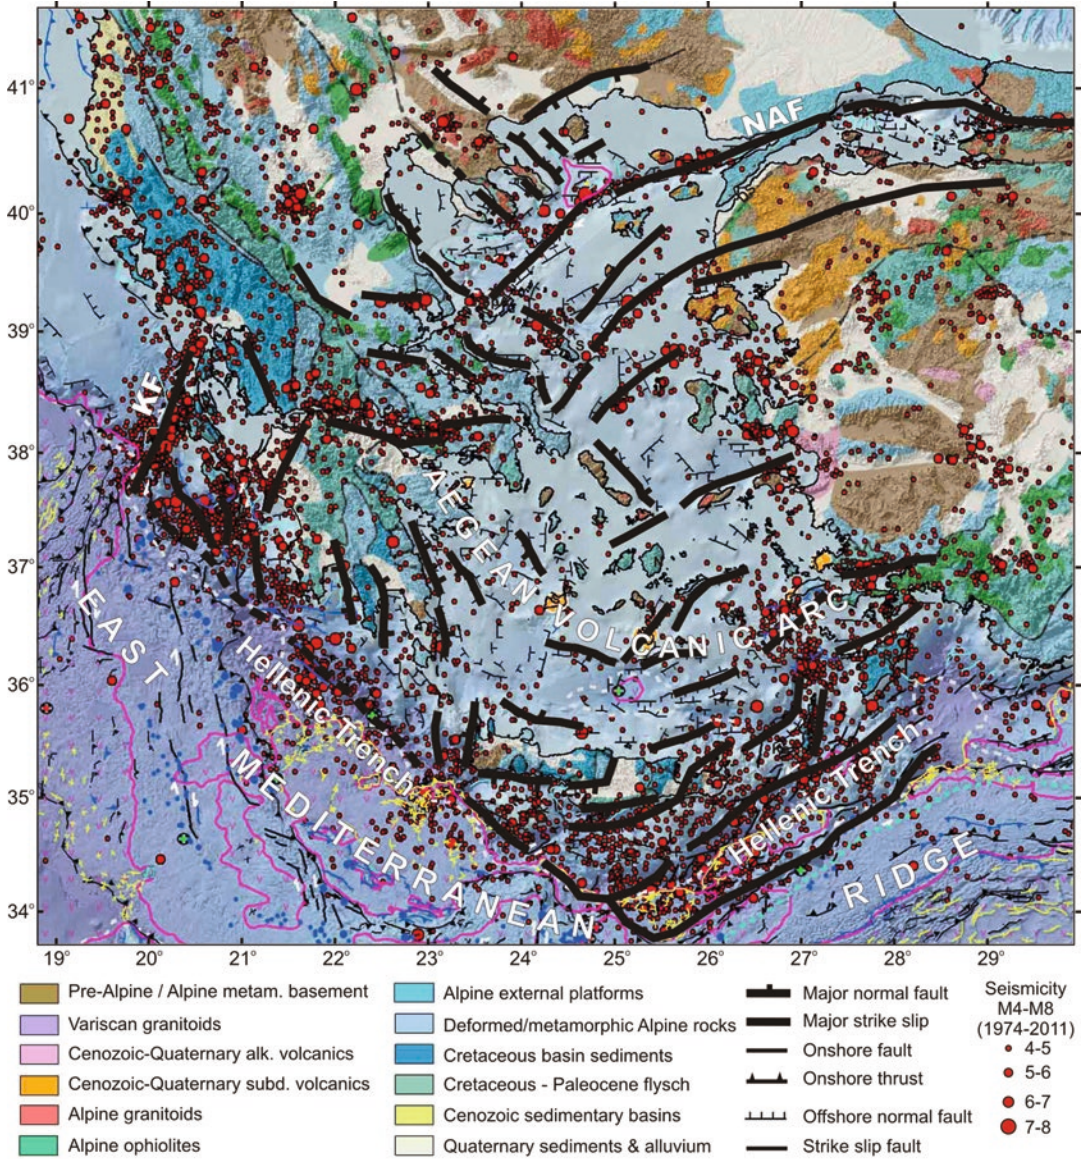 41°
40°
39°
38°
37°
36°
35°
34°
NAF
KF
S
AEGEAN VOLCANIC ARC
EAST MEDITERRANEAN RIDGE
Hellenic Trench
Hellenic Trench
19° 20° 21° 22° 23° 24° 25° 26° 27° 28° 29°
Pre-Alpine / Alpine metam. basement
Variscan granitoids
Cenozoic-Quaternary alk. volcanics
Cenozoic-Quaternary subd. volcanics
Alpine granitoids
Alpine ophiolites
Alpine external platforms
Deformed/metamorphic Alpine rocks
Cretaceous basin sediments
Cretaceous - Paleocene flysch
Cenozoic sedimentary basins
Quaternary sediments & alluvium
Major normal fault
Major strike slip
Onshore fault
Onshore thrust
Offshore normal fault
Strike slip fault
Seismicity
M4-M8
(1974-2011)
4-5
5-6
6-7
7-8